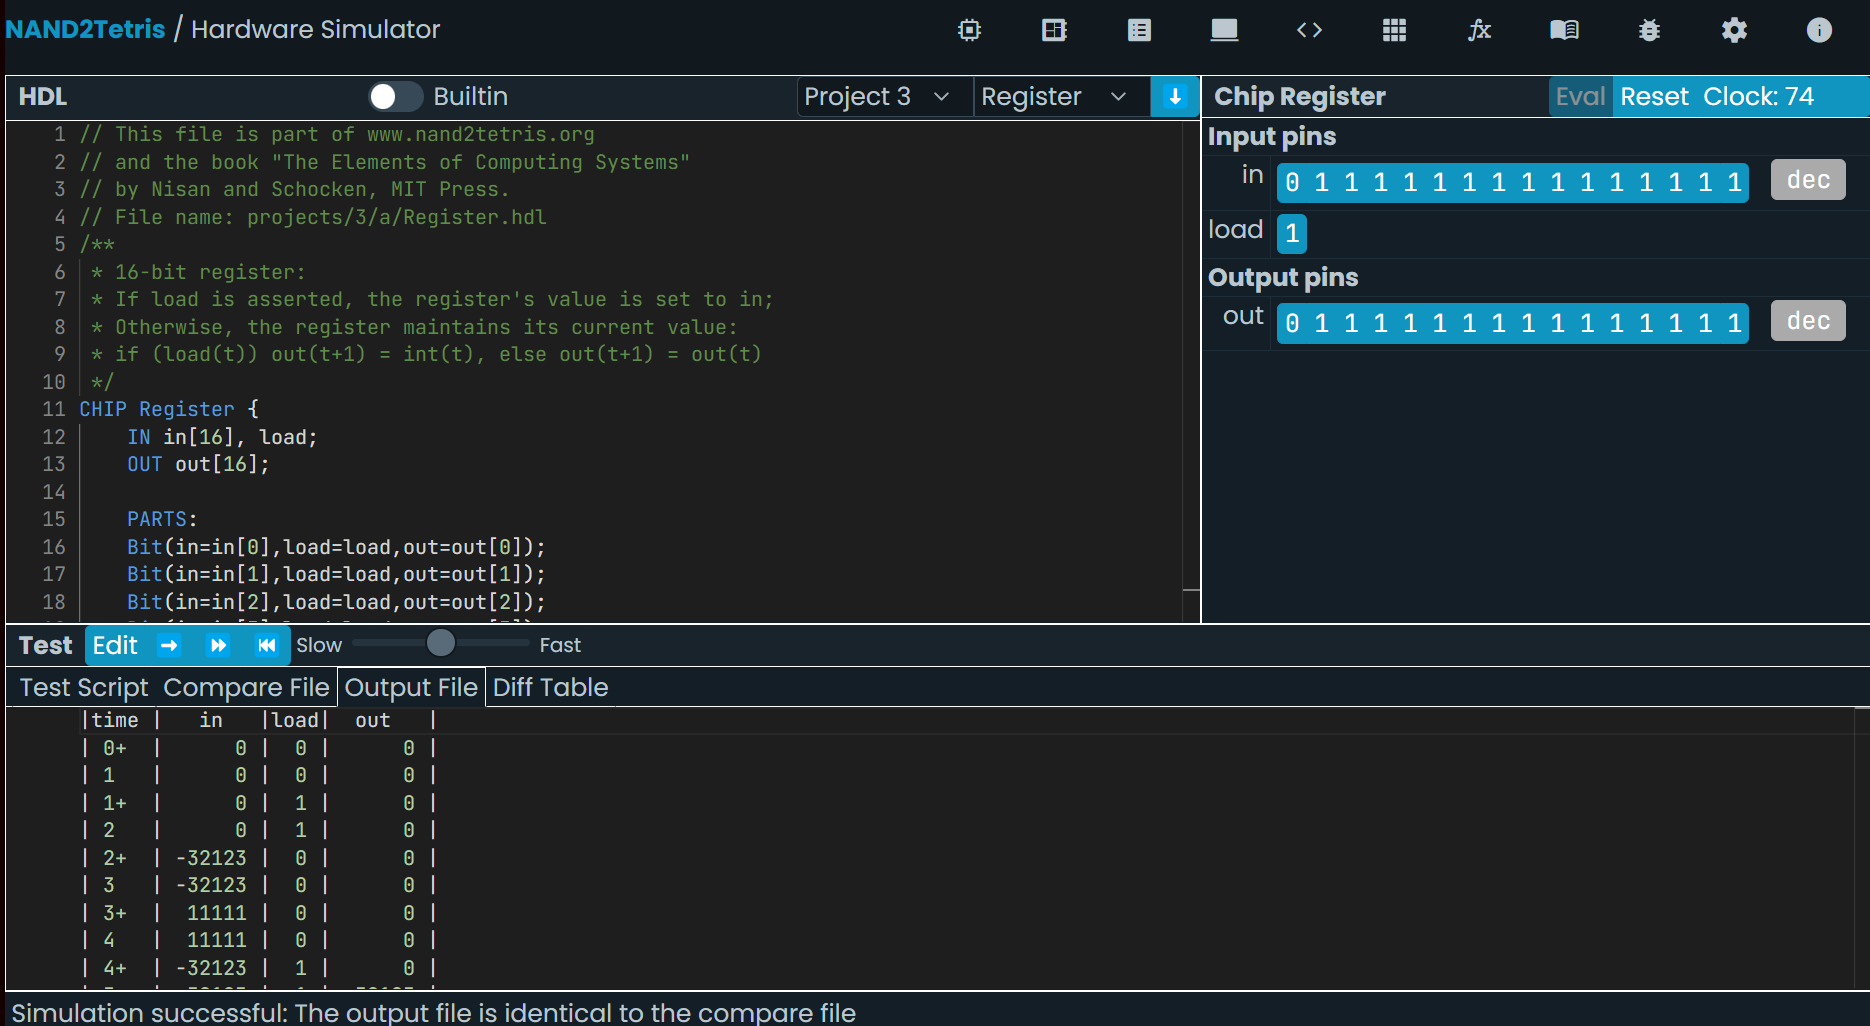 NAND2Tetris / Hardware Simulator
HDL Builtin Project 3 Register
1 // This file is part of www.nand2tetris.org
2 // and the book "The Elements of Computing Systems"
3 // by Nisan and Schocken, MIT Press.
4 // File name: projects/3/a/Register.hdl
5 /**
6  * 16-bit register:
7  * If load is asserted, the register's value is set to in;
8  * Otherwise, the register maintains its current value:
9  * if (load(t)) out(t+1) = int(t), else out(t+1) = out(t)
10  */
11 CHIP Register {
12     IN in[16], load;
13     OUT out[16];
14
15     PARTS:
16     Bit(in=in[0],load=load,out=out[0]);
17     Bit(in=in[1],load=load,out=out[1]);
18     Bit(in=in[2],load=load,out=out[2]);
Chip Register Eval Reset Clock: 74
Input pins
in 0 1 1 1 1 1 1 1 1 1 1 1 1 1 1 1 dec
load 1
Output pins
out 0 1 1 1 1 1 1 1 1 1 1 1 1 1 1 1 dec
Test Edit Slow Fast
Test Script Compare File Output File Diff Table
|time |   in   |load|  out   |
| 0+  |      0 |  0 |      0 |
| 1   |      0 |  0 |      0 |
| 1+  |      0 |  1 |      0 |
| 2   |      0 |  1 |      0 |
| 2+  | -32123 |  0 |      0 |
| 3   | -32123 |  0 |      0 |
| 3+  |  11111 |  0 |      0 |
| 4   |  11111 |  0 |      0 |
| 4+  | -32123 |  1 |      0 |
Simulation successful: The output file is identical to the compare file